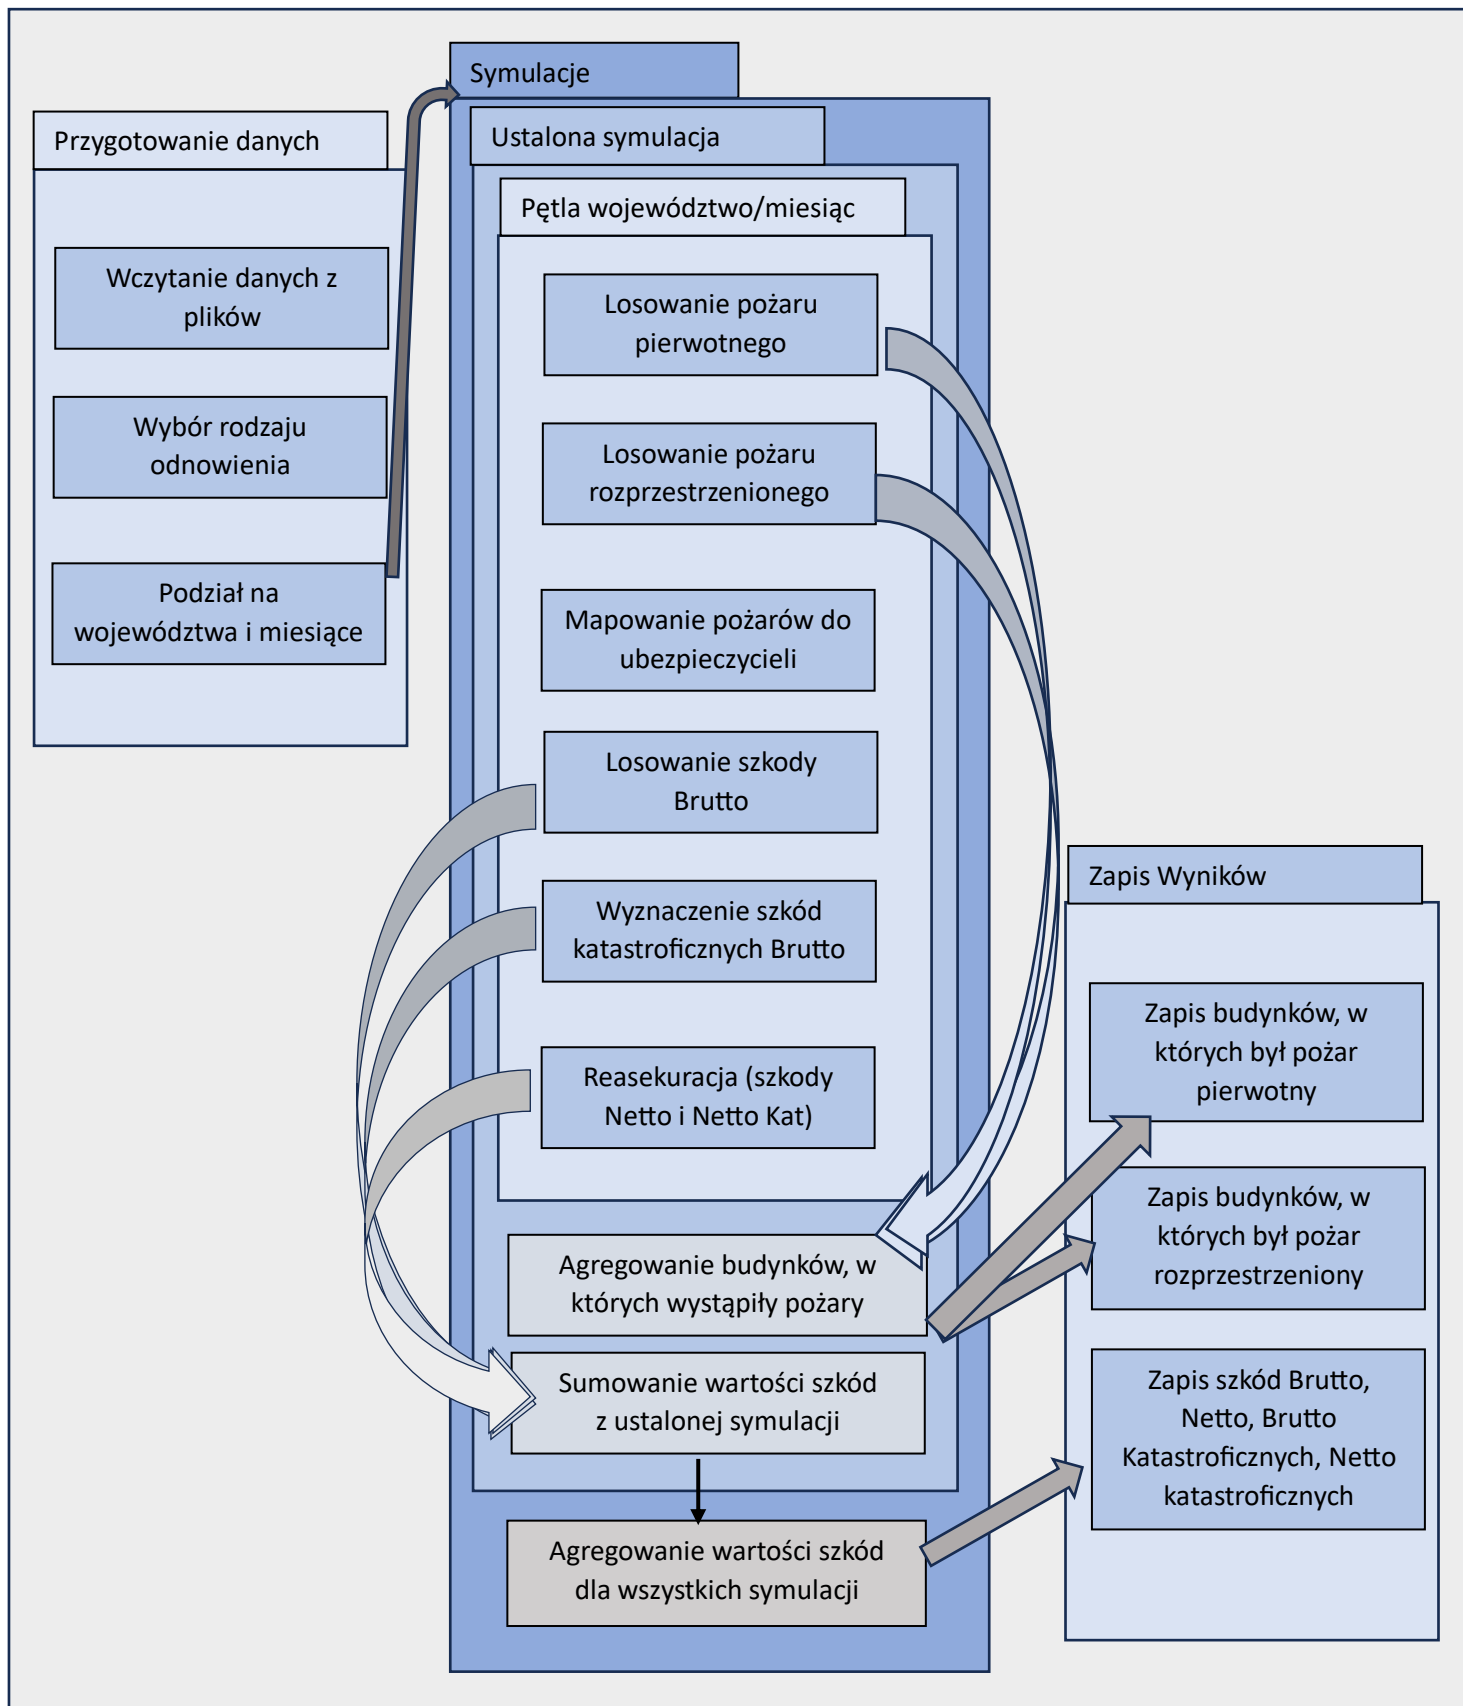 Przygotowanie danych
Wczytanie danych z
plików
Wybór rodzaju
odnowienia
Podział na
województwa i miesiące
Symulacje
Ustalona symulacja
Pętla województwo/miesiąc
Losowanie pożaru
pierwotnego
Losowanie pożaru
rozprzestrzenionego
Mapowanie pożarów do
ubezpieczycieli
Losowanie szkody
Brutto
Wyznaczenie szkód
katastroficznych Brutto
Reasekuracja (szkody
Netto i Netto Kat)
Agregowanie budynków, w
których wystąpiły pożary
Sumowanie wartości szkód
z ustalonej symulacji
Agregowanie wartości szkód
dla wszystkich symulacji
Zapis Wyników
Zapis budynków, w
których był pożar
pierwotny
Zapis budynków, w
których był pożar
rozprzestrzeniony
Zapis szkód Brutto,
Netto, Brutto
Katastroficznych, Netto
katastroficznych